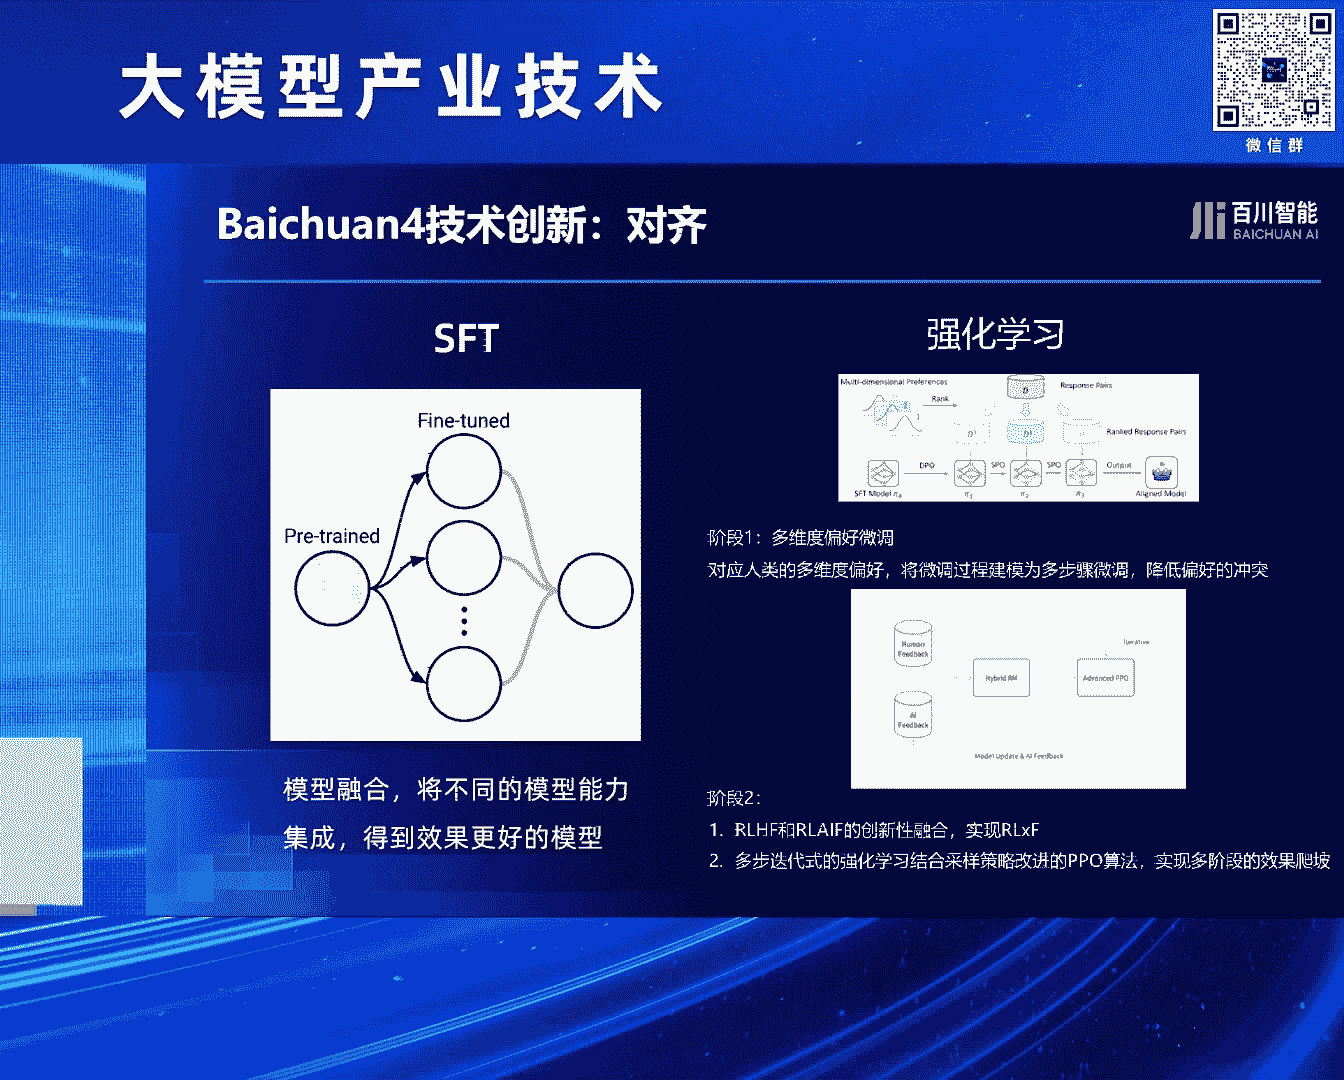 大模型产业技术
微信群
Baichuan4技术创新：对齐
百川智能
BAICHUAN AI
SFT
Fine-tuned
Pre-trained
模型融合，将不同的模型能力
集成，得到效果更好的模型
强化学习
Multi-dimensional Preferences
Rank
D
Response Pairs
Ranked Response Pairs
DPO
SPO
SPO
Output
SFT Model
Aligned Model
阶段1：多维度偏好微调
对应人类的多维度偏好，将微调过程建模为多步骤微调，降低偏好的冲突
Human
Feedback
AI
Feedback
Hybrid RM
Advanced PPO
Iterative
Model Update & AI Feedback
阶段2：
1. RLHF和RLAIF的创新性融合，实现RLxF
2. 多步迭代式的强化学习结合采样策略改进的PPO算法，实现多阶段的效果爬坡